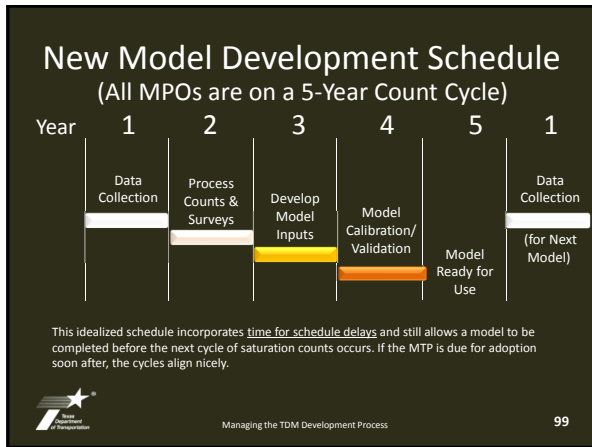 New Model Development Schedule
(All MPOs are on a 5-Year Count Cycle)
Year 1 2 3 4 5 1
Data
Collection
Process
Counts &
Surveys
Develop
Model
Inputs
Model
Calibration/
Validation
Model
Ready for
Use
Data
Collection
(for Next
Model)
This idealized schedule incorporates time for schedule delays and still allows a model to be
completed before the next cycle of saturation counts occurs. If the MTP is due for adoption
soon after, the cycles align nicely.
®
Texas
Department
of Transportation
Managing the TDM Development Process
99